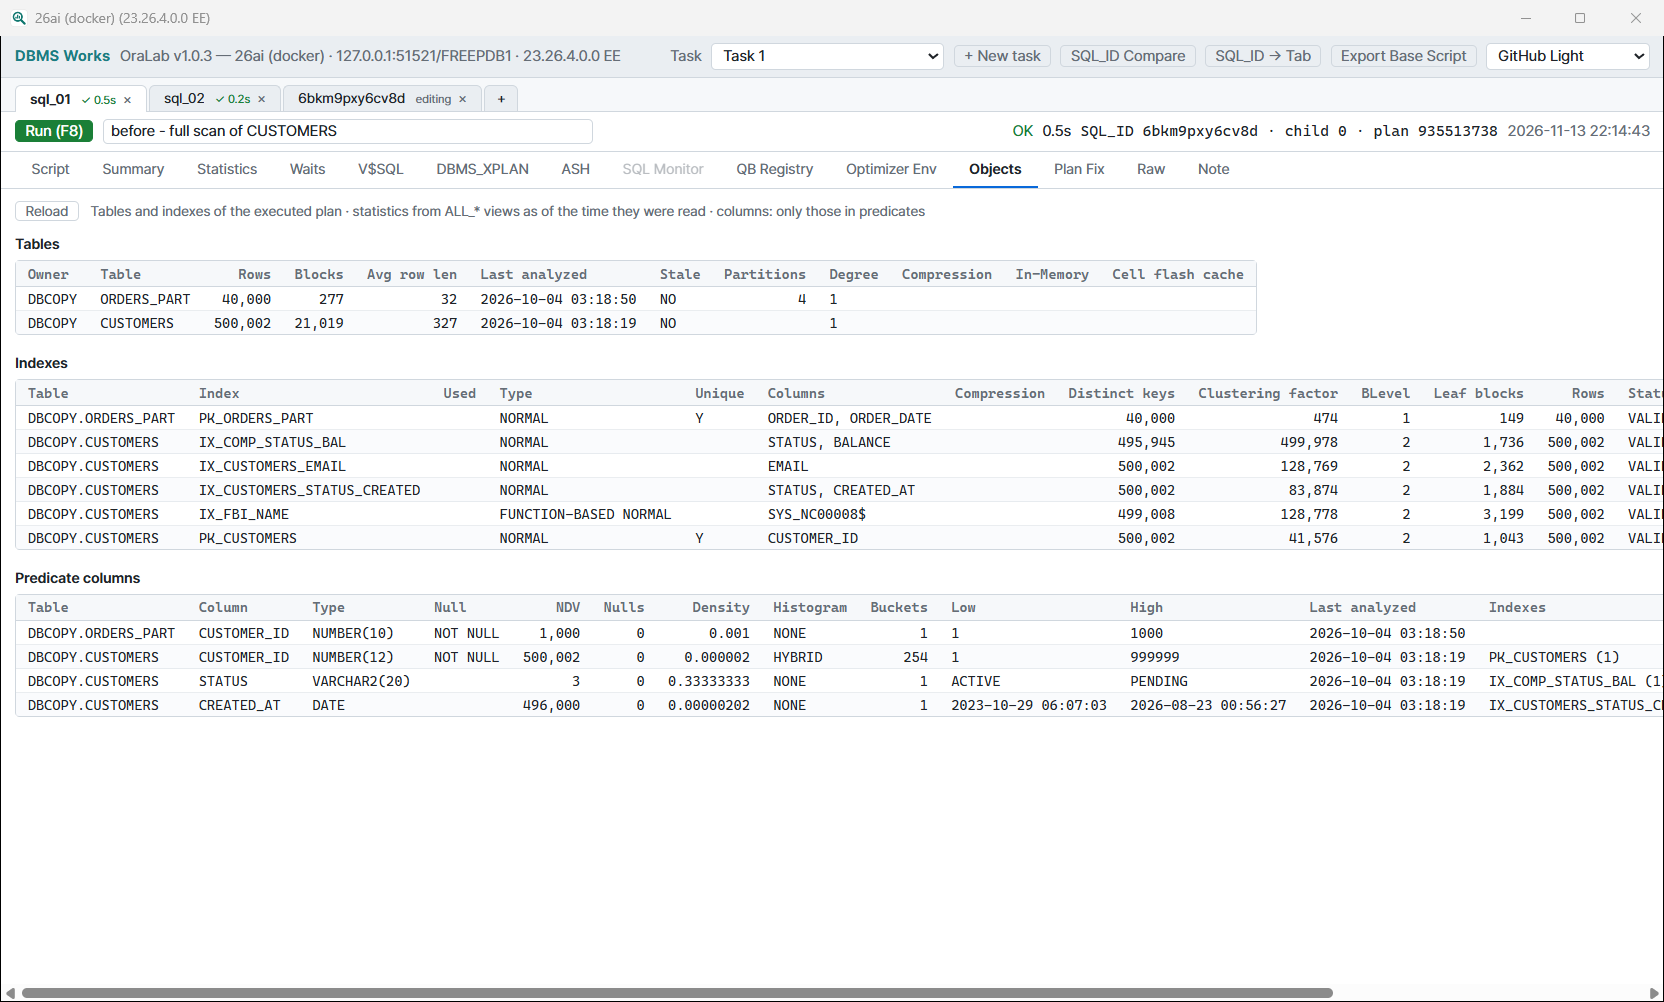 26ai (docker) (23.26.4.0.0 EE)
DBMS Works OraLab v1.0.3 — 26ai (docker) · 127.0.0.1:51521/FREEPDB1 · 23.26.4.0.0 EE Task Task 1 + New task SQL_ID Compare SQL_ID → Tab Export Base Script GitHub Light
sql_01 ✓ 0.5s × sql_02 ✓ 0.2s × 6bkm9pxy6cv8d editing × +
Run (F8) before - full scan of CUSTOMERS OK 0.5s SQL_ID 6bkm9pxy6cv8d · child 0 · plan 935513738 2026-11-13 22:14:43
Script Summary Statistics Waits V$SQL DBMS_XPLAN ASH SQL Monitor QB Registry Optimizer Env Objects Plan Fix Raw Note
Reload Tables and indexes of the executed plan · statistics from ALL_* views as of the time they were read · columns: only those in predicates
Tables
Owner Table Rows Blocks Avg row len Last analyzed Stale Partitions Degree Compression In-Memory Cell flash cache
DBCOPY ORDERS_PART 40,000 277 32 2026-10-04 03:18:50 NO 4 1
DBCOPY CUSTOMERS 500,002 21,019 327 2026-10-04 03:18:19 NO 1
Indexes
Table Index Used Type Unique Columns Compression Distinct keys Clustering factor BLevel Leaf blocks Rows Stat
DBCOPY.ORDERS_PART PK_ORDERS_PART NORMAL Y ORDER_ID, ORDER_DATE 40,000 474 1 149 40,000 VALI
DBCOPY.CUSTOMERS IX_COMP_STATUS_BAL NORMAL STATUS, BALANCE 495,945 499,978 2 1,736 500,002 VALI
DBCOPY.CUSTOMERS IX_CUSTOMERS_EMAIL NORMAL EMAIL 500,002 128,769 2 2,362 500,002 VALI
DBCOPY.CUSTOMERS IX_CUSTOMERS_STATUS_CREATED NORMAL STATUS, CREATED_AT 500,002 83,874 2 1,884 500,002 VALI
DBCOPY.CUSTOMERS IX_FBI_NAME FUNCTION-BASED NORMAL SYS_NC00008$ 499,008 128,778 2 3,199 500,002 VALI
DBCOPY.CUSTOMERS PK_CUSTOMERS NORMAL Y CUSTOMER_ID 500,002 41,576 2 1,043 500,002 VALI
Predicate columns
Table Column Type Null NDV Nulls Density Histogram Buckets Low High Last analyzed Indexes
DBCOPY.ORDERS_PART CUSTOMER_ID NUMBER(10) NOT NULL 1,000 0 0.001 NONE 1 1 1000 2026-10-04 03:18:50
DBCOPY.CUSTOMERS CUSTOMER_ID NUMBER(12) NOT NULL 500,002 0 0.000002 HYBRID 254 1 999999 2026-10-04 03:18:19 PK_CUSTOMERS (1)
DBCOPY.CUSTOMERS STATUS VARCHAR2(20) 3 0 0.33333333 NONE 1 ACTIVE PENDING 2026-10-04 03:18:19 IX_COMP_STATUS_BAL (1
DBCOPY.CUSTOMERS CREATED_AT DATE 496,000 0 0.00000202 NONE 1 2023-10-29 06:07:03 2026-08-23 00:56:27 2026-10-04 03:18:19 IX_CUSTOMERS_STATUS_C